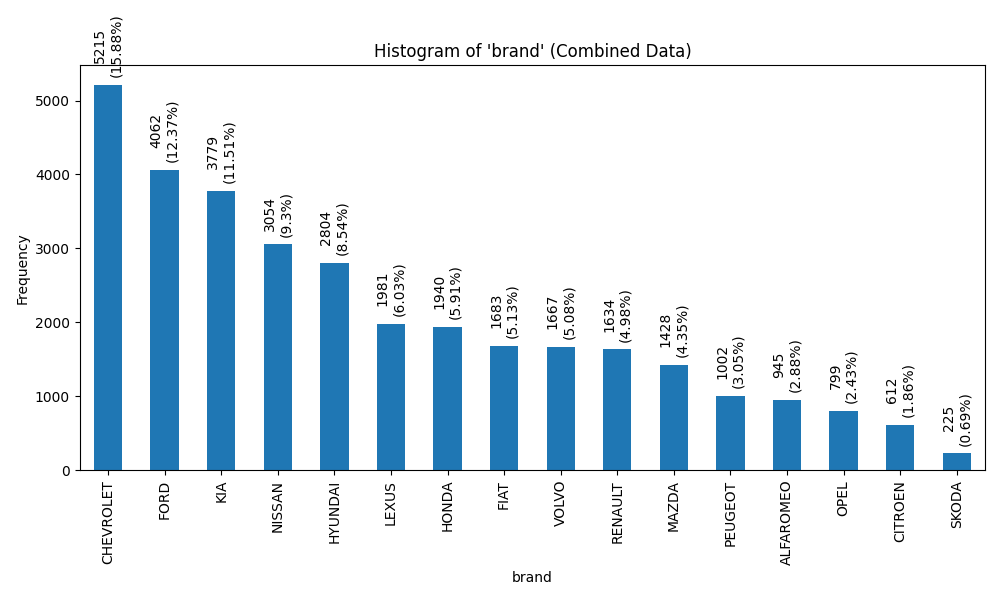 Histogram of 'brand' (Combined Data)
Frequency
5000
4000
3000
2000
1000
0
5215
(15.88%)
4062
(12.37%)
3779
(11.51%)
3054
(9.3%)
2804
(8.54%)
1981
(6.03%)
1940
(5.91%)
1683
(5.13%)
1667
(5.08%)
1634
(4.98%)
1428
(4.35%)
1002
(3.05%)
945
(2.88%)
799
(2.43%)
612
(1.86%)
225
(0.69%)
CHEVROLET
FORD
KIA
NISSAN
HYUNDAI
LEXUS
HONDA
FIAT
VOLVO
RENAULT
MAZDA
PEUGEOT
ALFAROMEO
OPEL
CITROEN
SKODA
brand